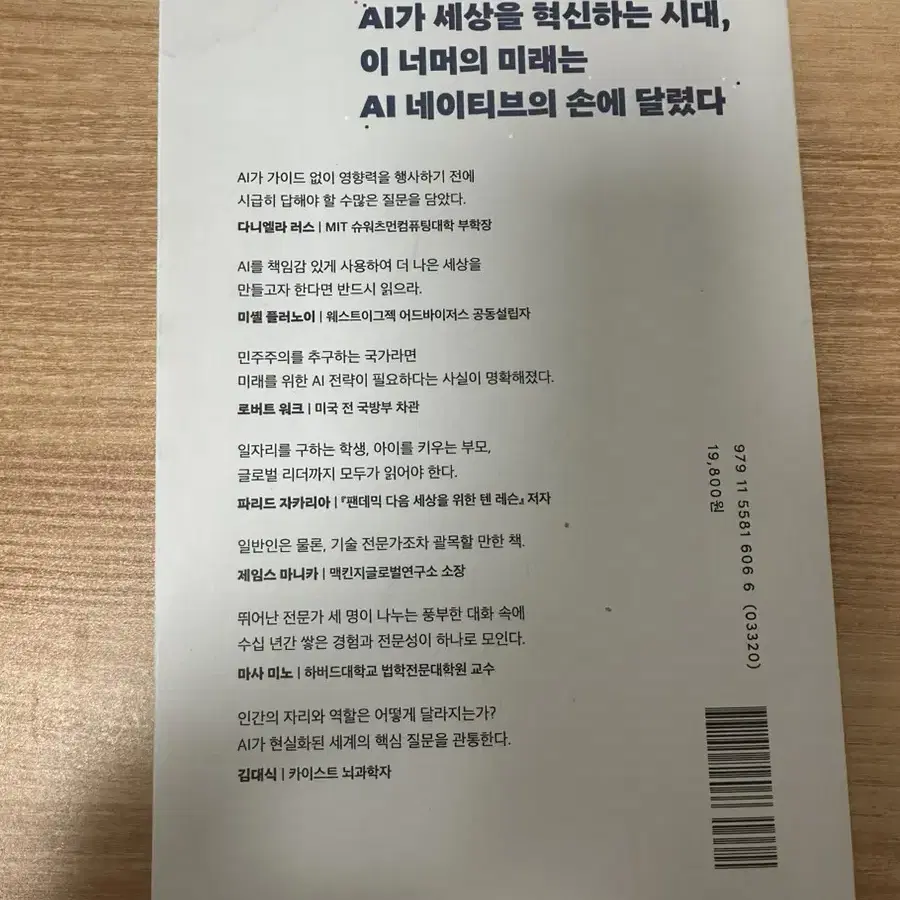 AI가 세상을 혁신하는 시대,
이 너머의 미래는
AI 네이티브의 손에 달렸다
AI가 가이드 없이 영향력을 행사하기 전에
시급히 답해야 할 수많은 질문을 담았다.
다니엘라 러스 | MIT 슈워츠먼컴퓨팅대학 부학장
AI를 책임감 있게 사용하여 더 나은 세상을
만들고자 한다면 반드시 읽으라.
미셸 플러노이 | 웨스트이그젝 어드바이저스 공동설립자
민주주의를 추구하는 국가라면
미래를 위한 AI 전략이 필요하다는 사실이 명확해졌다.
로버트 워크 | 미국 전 국방부 차관
일자리를 구하는 학생, 아이를 키우는 부모,
글로벌 리더까지 모두가 읽어야 한다.
파리드 자카리아 | 『팬데믹 다음 세상을 위한 텐 레슨』 저자
일반인은 물론, 기술 전문가조차 괄목할 만한 책.
제임스 마니카 | 맥킨지글로벌연구소 소장
뛰어난 전문가 세 명이 나누는 풍부한 대화 속에
수십 년간 쌓은 경험과 전문성이 하나로 모인다.
마사 미노 | 하버드대학교 법학전문대학원 교수
인간의 자리와 역할은 어떻게 달라지는가?
AI가 현실화된 세계의 핵심 질문을 관통한다.
김대식 | 카이스트 뇌과학자
979 11 5581 606 6 (03320)
19,800원